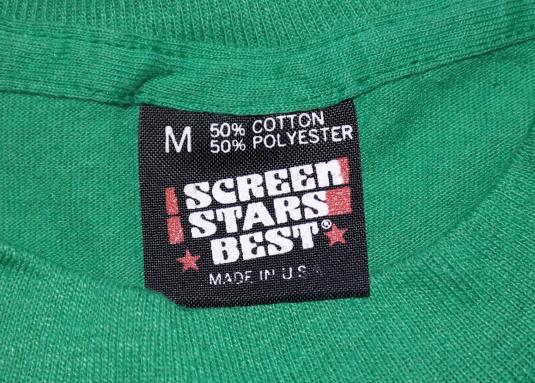 M 50% COTTON
50% POLYESTER
SCREEN
STARS
BEST®
MADE IN U S A